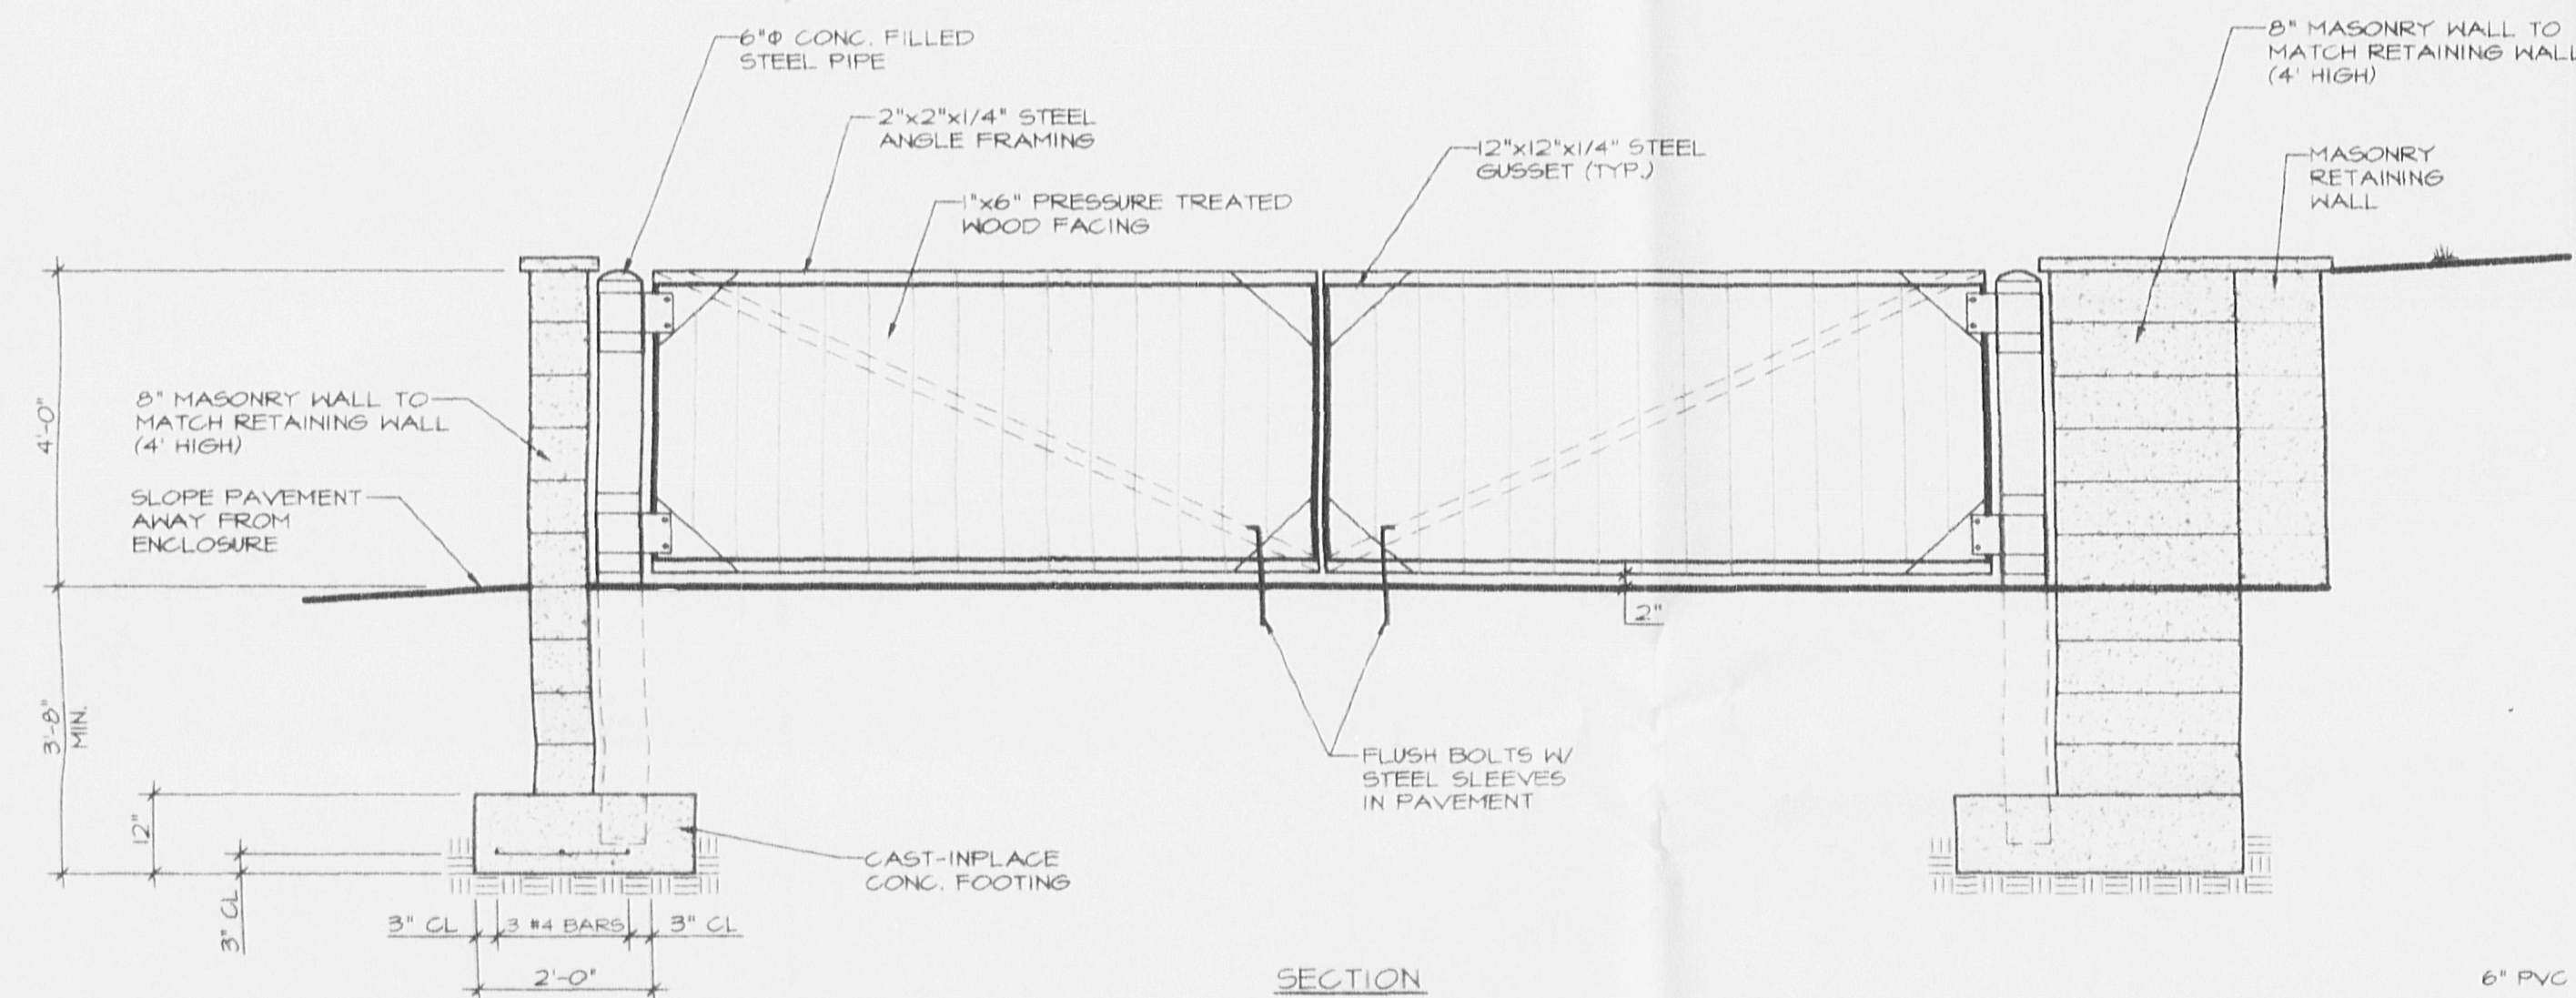 6"Φ CONC. FILLED
STEEL PIPE
2"x2"x1/4" STEEL
ANGLE FRAMING
1"x6" PRESSURE TREATED
WOOD FACING
12"x12"x1/4" STEEL
GUSSET (TYP.)
8" MASONRY WALL TO
MATCH RETAINING WALL
(4' HIGH)
MASONRY
RETAINING
WALL
4'-0"
8" MASONRY WALL TO
MATCH RETAINING WALL
(4' HIGH)
SLOPE PAVEMENT
AWAY FROM
ENCLOSURE
2"
3'-8"
MIN.
FLUSH BOLTS W/
STEEL SLEEVES
IN PAVEMENT
12"
CAST-INPLACE
CONC. FOOTING
3" CL
3" CL
3 #4 BARS
3" CL
2'-0"
SECTION
6" PVC